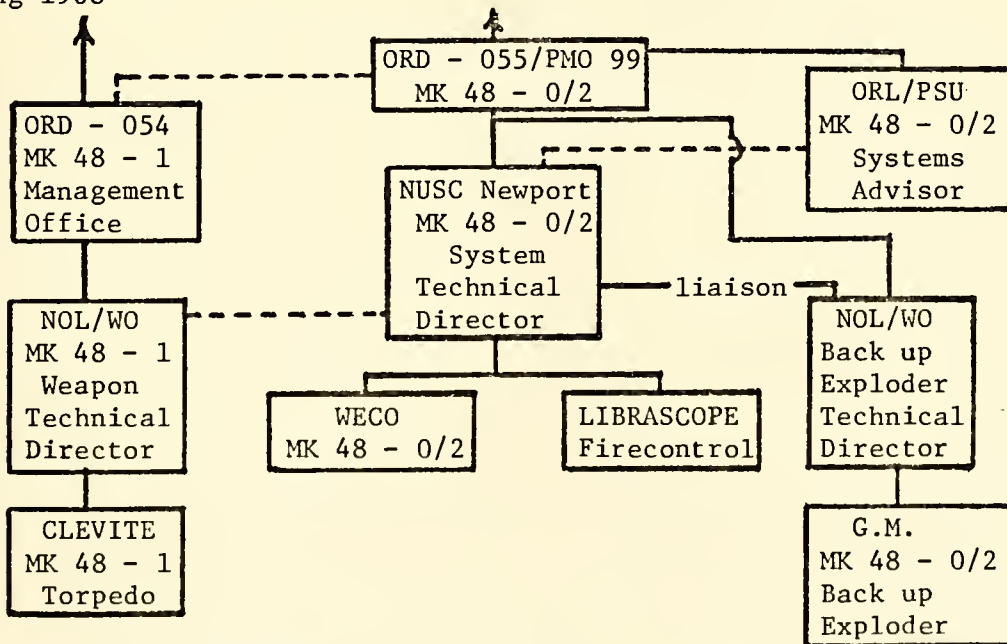 ORD - 055/PMO 99
MK 48 - 0/2
ORL/PSU
MK 48 - 0/2
Systems
Advisor
ORD - 054
MK 48 - 1
Management
Office
NUSC Newport
MK 48 - 0/2
System
Technical
Director
liaison
NOL/WO
MK 48 - 1
Weapon
Technical
Director
NOL/WO
Back up
Exploder
Technical
Director
WECO
MK 48 - 0/2
LIBRASCOPE
Firecontrol
CLEVITE
MK 48 - 1
Torpedo
G.M.
MK 48 - 0/2
Back up
Exploder